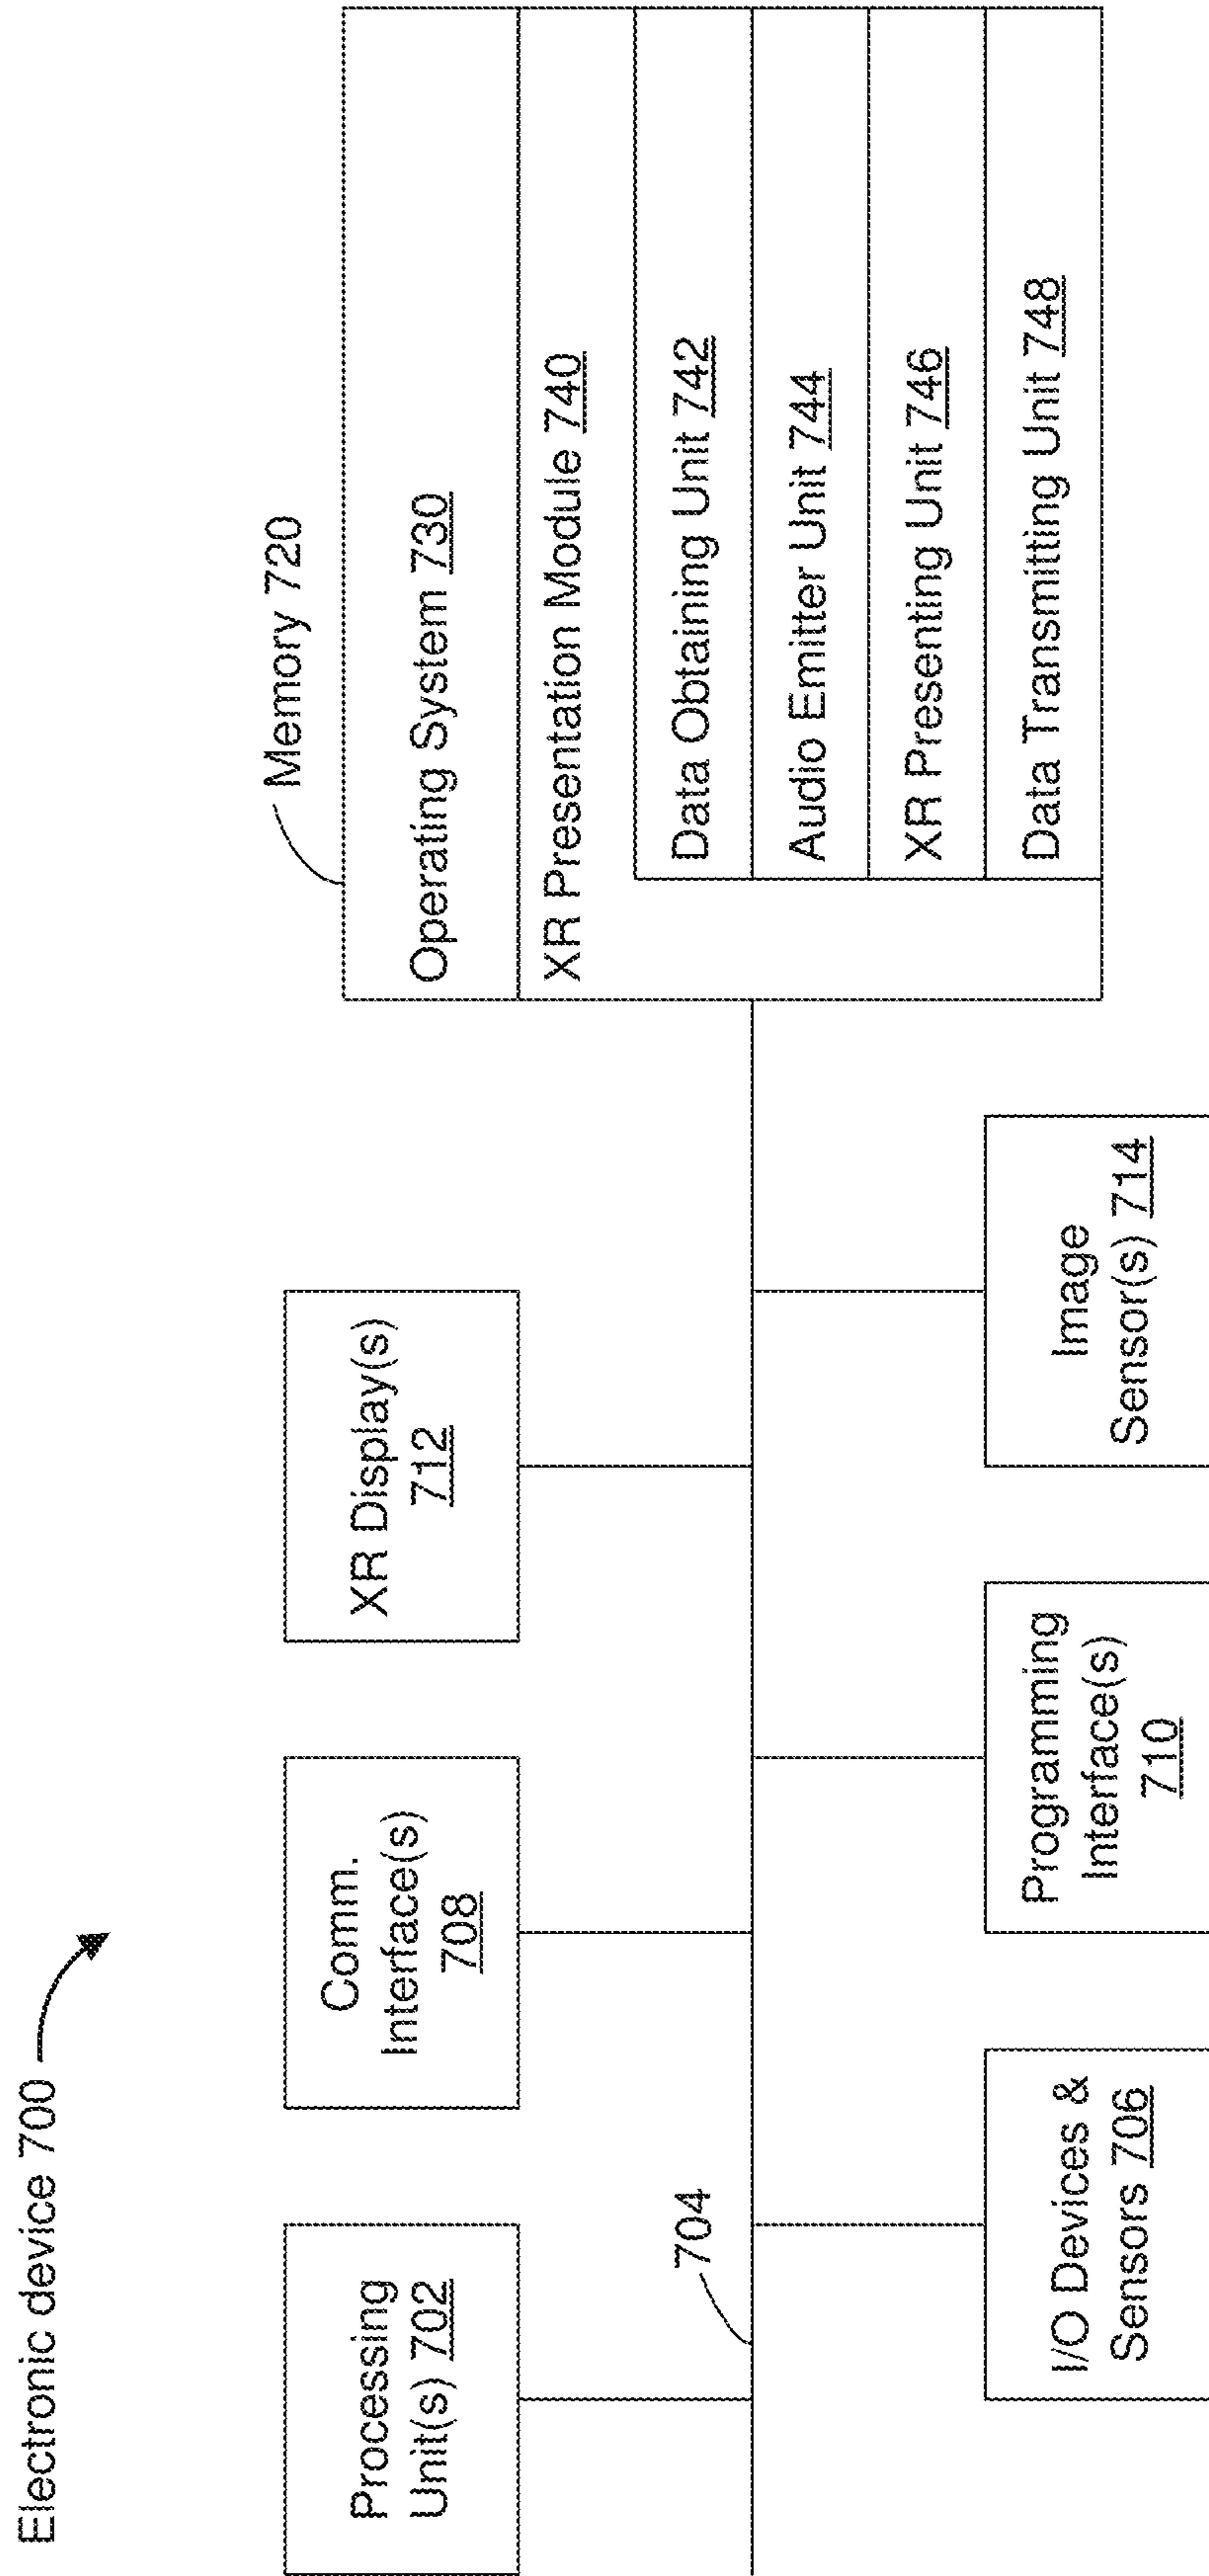 Electronic device 700
Processing
Unit(s) 702
Comm.
Interface(s)
708
XR Display(s)
712
Memory 720
Operating System 730
XR Presentation Module 740
Data Obtaining Unit 742
Audio Emitter Unit 744
XR Presenting Unit 746
Data Transmitting Unit 748
704
I/O Devices &
Sensors 706
Programming
Interface(s)
710
Image
Sensor(s) 714